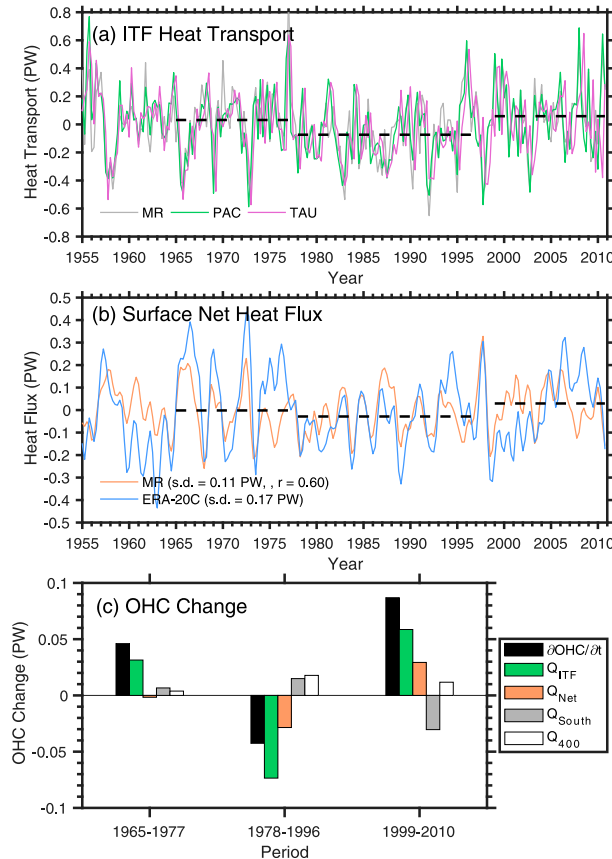 (a) ITF Heat Transport
Heat Transport (PW)
0.8
0.6
0.4
0.2
0
-0.2
-0.4
-0.6
-0.8
MR PAC TAU
1955 1960 1965 1970 1975 1980 1985 1990 1995 2000 2005 2010
Year
(b) Surface Net Heat Flux
Heat Flux (PW)
0.5
0.4
0.3
0.2
0.1
0
-0.1
-0.2
-0.3
-0.4
-0.5
MR (s.d. = 0.11 PW, , r = 0.60)
ERA-20C (s.d. = 0.17 PW)
1955 1960 1965 1970 1975 1980 1985 1990 1995 2000 2005 2010
Year
(c) OHC Change
OHC Change (PW)
0.1
0.05
0
-0.05
-0.1
1965-1977 1978-1996 1999-2010
Period
∂OHC/∂t
Q_ITF
Q_Net
Q_South
Q_400